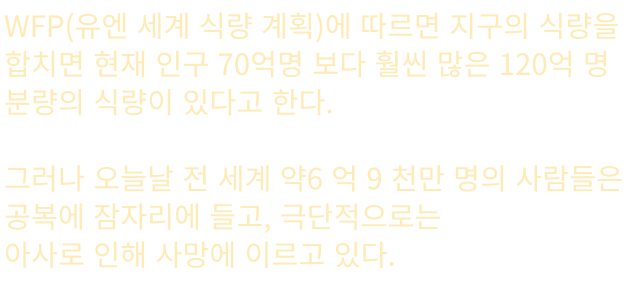 WFP(유엔 세계 식량 계획)에 따르면 지구의 식량을
합치면 현재 인구 70억명 보다 훨씬 많은 120억 명
분량의 식량이 있다고 한다.
그러나 오늘날 전 세계 약6 억 9 천만 명의 사람들은
공복에 잠자리에 들고, 극단적으로는
아사로 인해 사망에 이르고 있다.